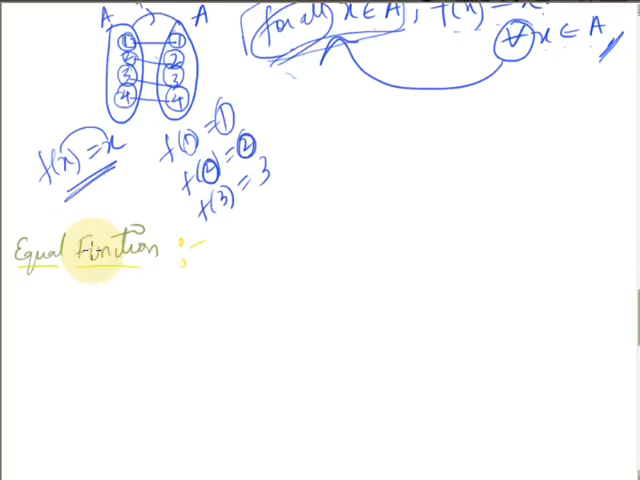 A f A
for all x ∈ A, f(x) = x
∀ x ∈ A
1 1
2 2
3 3
4 4
f(x) = x
f(1) = 1
f(2) = 2
f(3) = 3
Equal Function :-